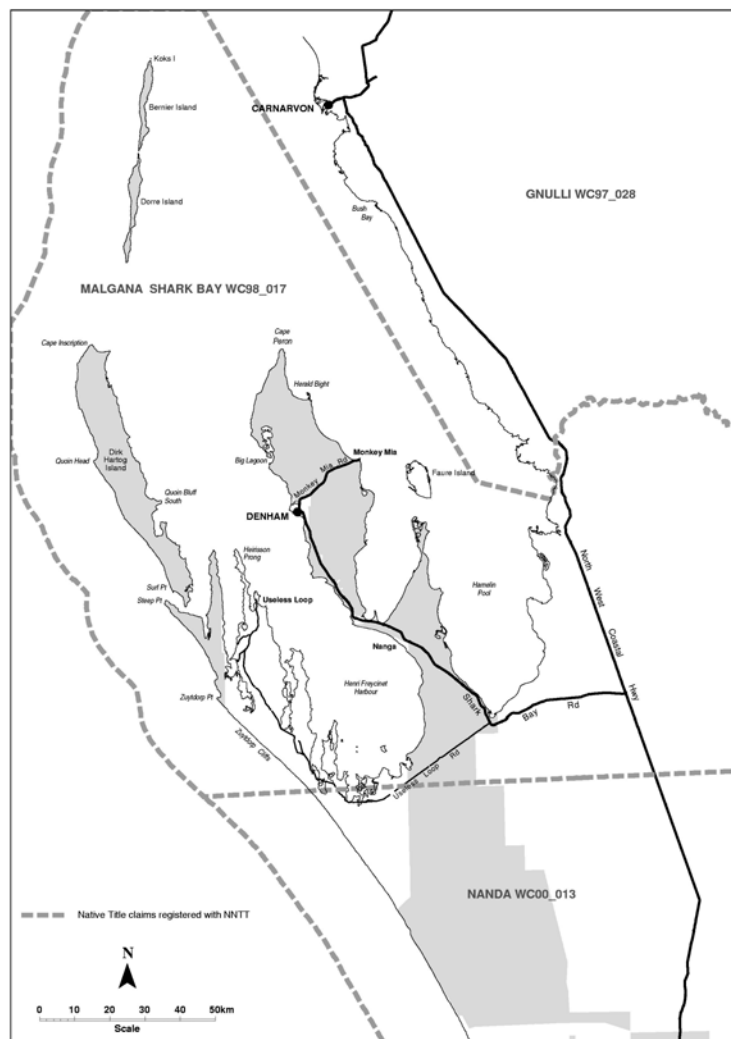 Koks I
Bernier Island
CARNARVON
GNULLI WC97_028
Dorre Island
Bush
Bay
MALGANA SHARK BAY WC98_017
Cape Inscription
Cape
Peron
Herald Bight
Dirk
Hartog
Island
Quoin Head
Big Lagoon
Monkey Mia
Monkey Mia Rd
Faure Island
Quoin Bluff
South
DENHAM
Heirisson
Prong
Surf Pt
Steep Pt
Useless Loop
Hamelin
Pool
North West Coastal Hwy
Nanga
Henri Freycinet
Harbour
Zuytdorp Pt
Shark Bay Rd
Zuytdorp Cliffs
Useless Loop Rd
NANDA WC00_013
Native Title claims registered with NNTT
N
0 10 20 30 40 50km
Scale